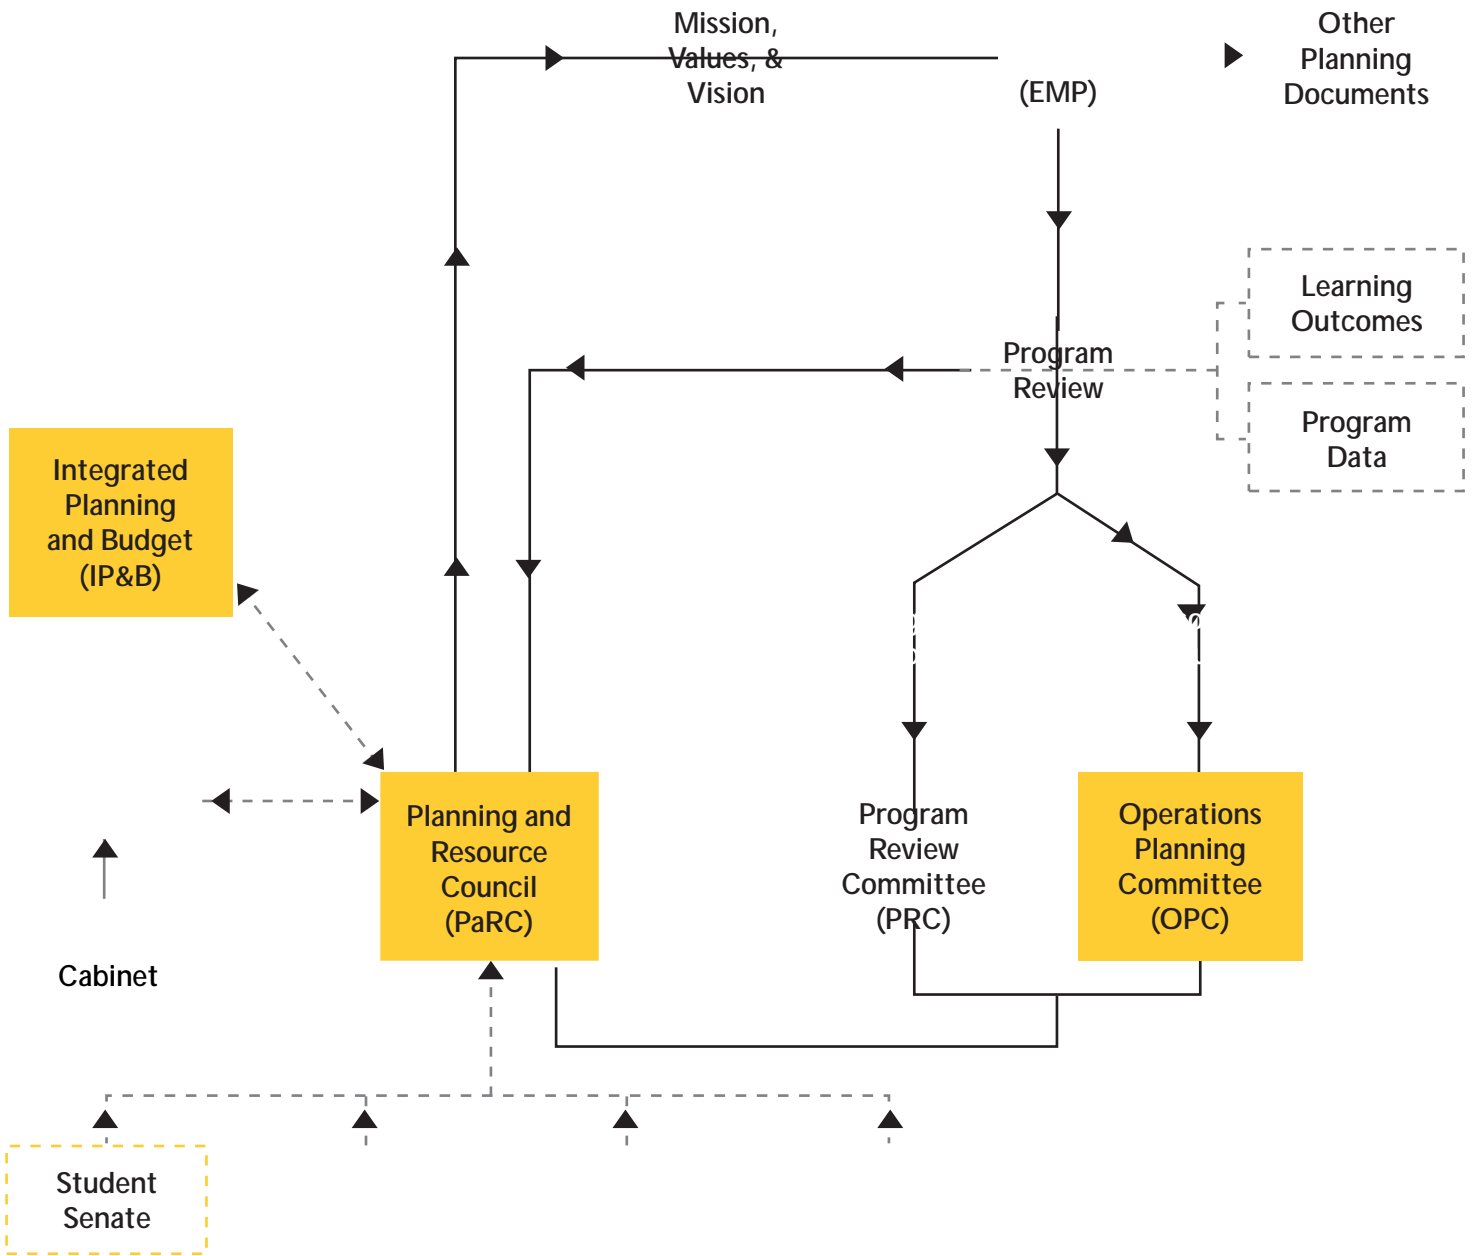 Mission,
Values, &
Vision
(EMP)
Other
Planning
Documents
Learning
Outcomes
Program
Review
Program
Data
Integrated
Planning
and Budget
(IP&B)
Planning and
Resource
Council
(PaRC)
Program
Review
Committee
(PRC)
Operations
Planning
Committee
(OPC)
Cabinet
Student
Senate